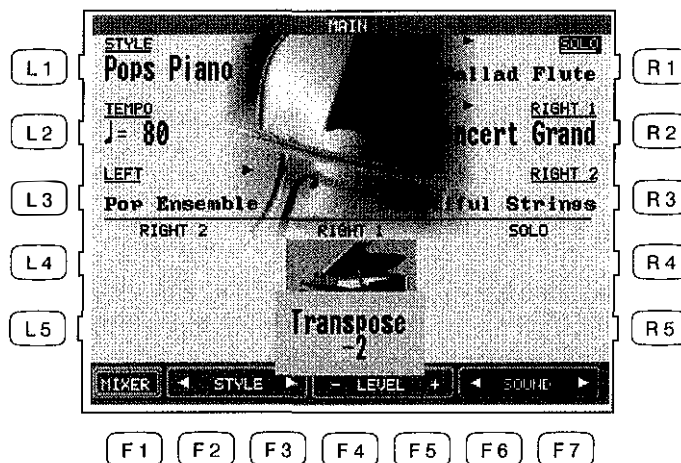 MAIN
STYLE SOLO
L1 Pops Piano allad Flute R1
TEMPO RIGHT 1
L2 ♩= 80 ncert Grand R2
LEFT RIGHT 2
L3 Pop Ensemble ful Strings R3
RIGHT 2 RIGHT 1 SOLO
L4 R4
L5 Transpose R5
-2
MIXER ◄ STYLE ► - LEVEL + ◄ SOUND ►
F1 F2 F3 F4 F5 F6 F7